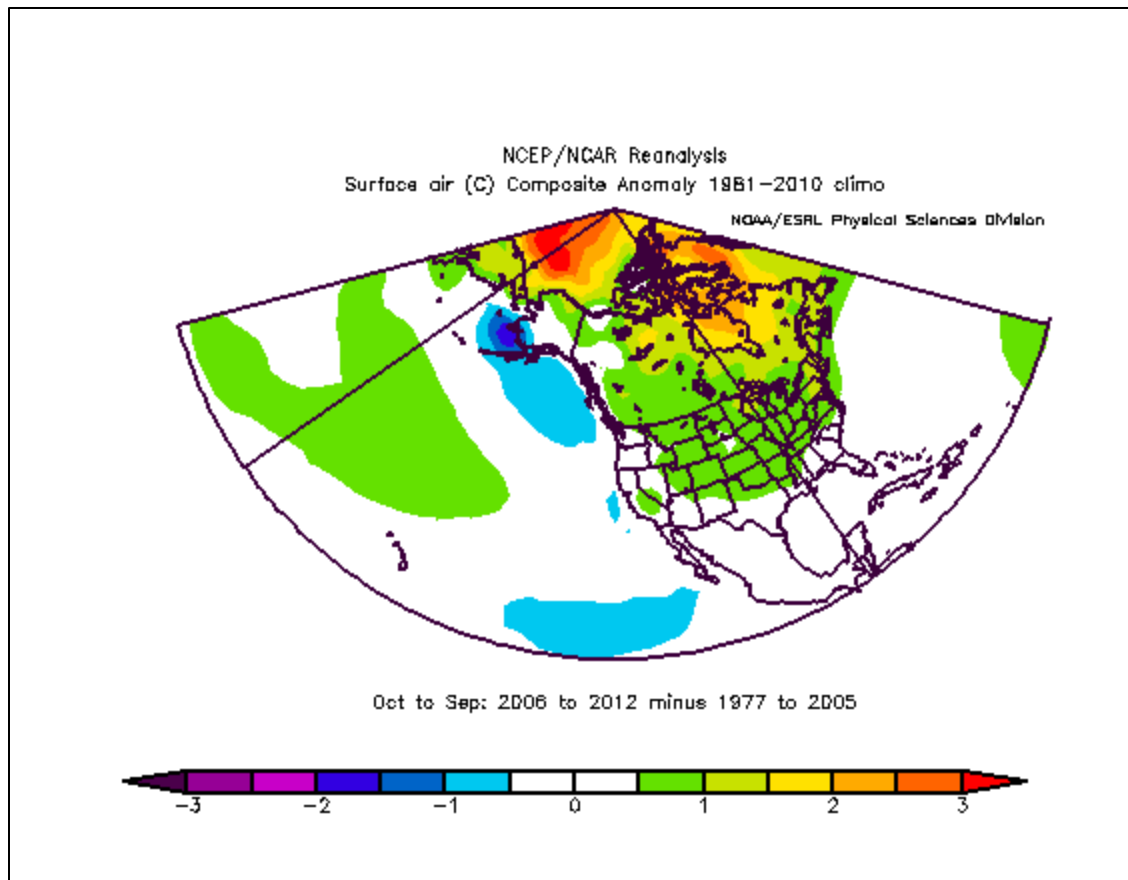 NCEP/NCAR Reanalysis
Surface air (C) Composite Anomaly 1981-2010 climo
NOAA/ESRL Physical Sciences Division
Oct to Sep: 2006 to 2012 minus 1977 to 2005
-3 -2 -1 0 1 2 3